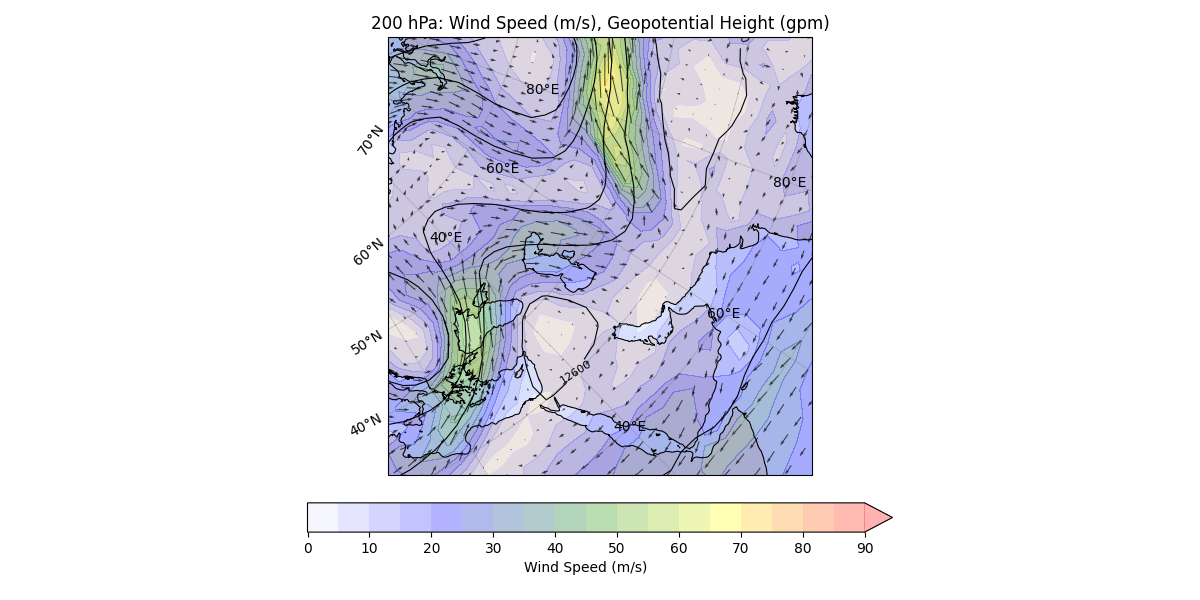 200 hPa: Wind Speed (m/s), Geopotential Height (gpm)
80°E
70°N
60°E
80°E
40°E
60°N
60°E
50°N
12600
40°N
40°E
0 10 20 30 40 50 60 70 80 90
Wind Speed (m/s)